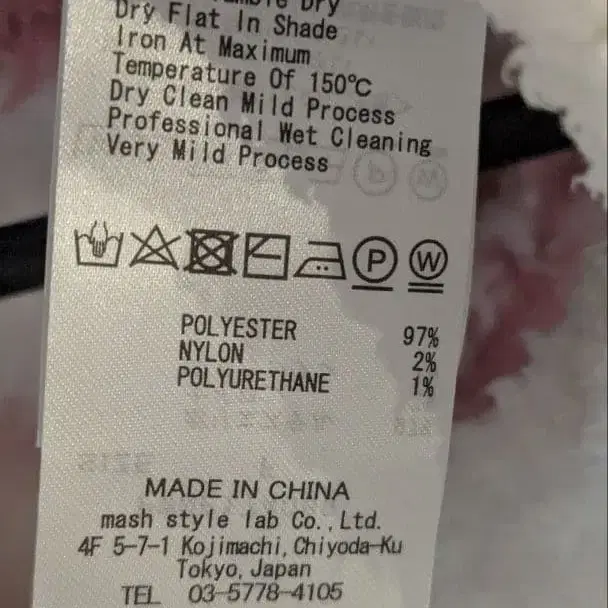 Dry
Dry Flat In Shade
Iron At Maximum
Temperature Of 150℃
Dry Clean Mild Process
Professional Wet Cleaning
Very Mild Process
P W
POLYESTER 97%
NYLON 2%
POLYURETHANE 1%
MADE IN CHINA
mash style lab Co., Ltd.
4F 5-7-1 Kojimachi, Chiyoda-Ku
Tokyo, Japan
TEL 03-5778-4105